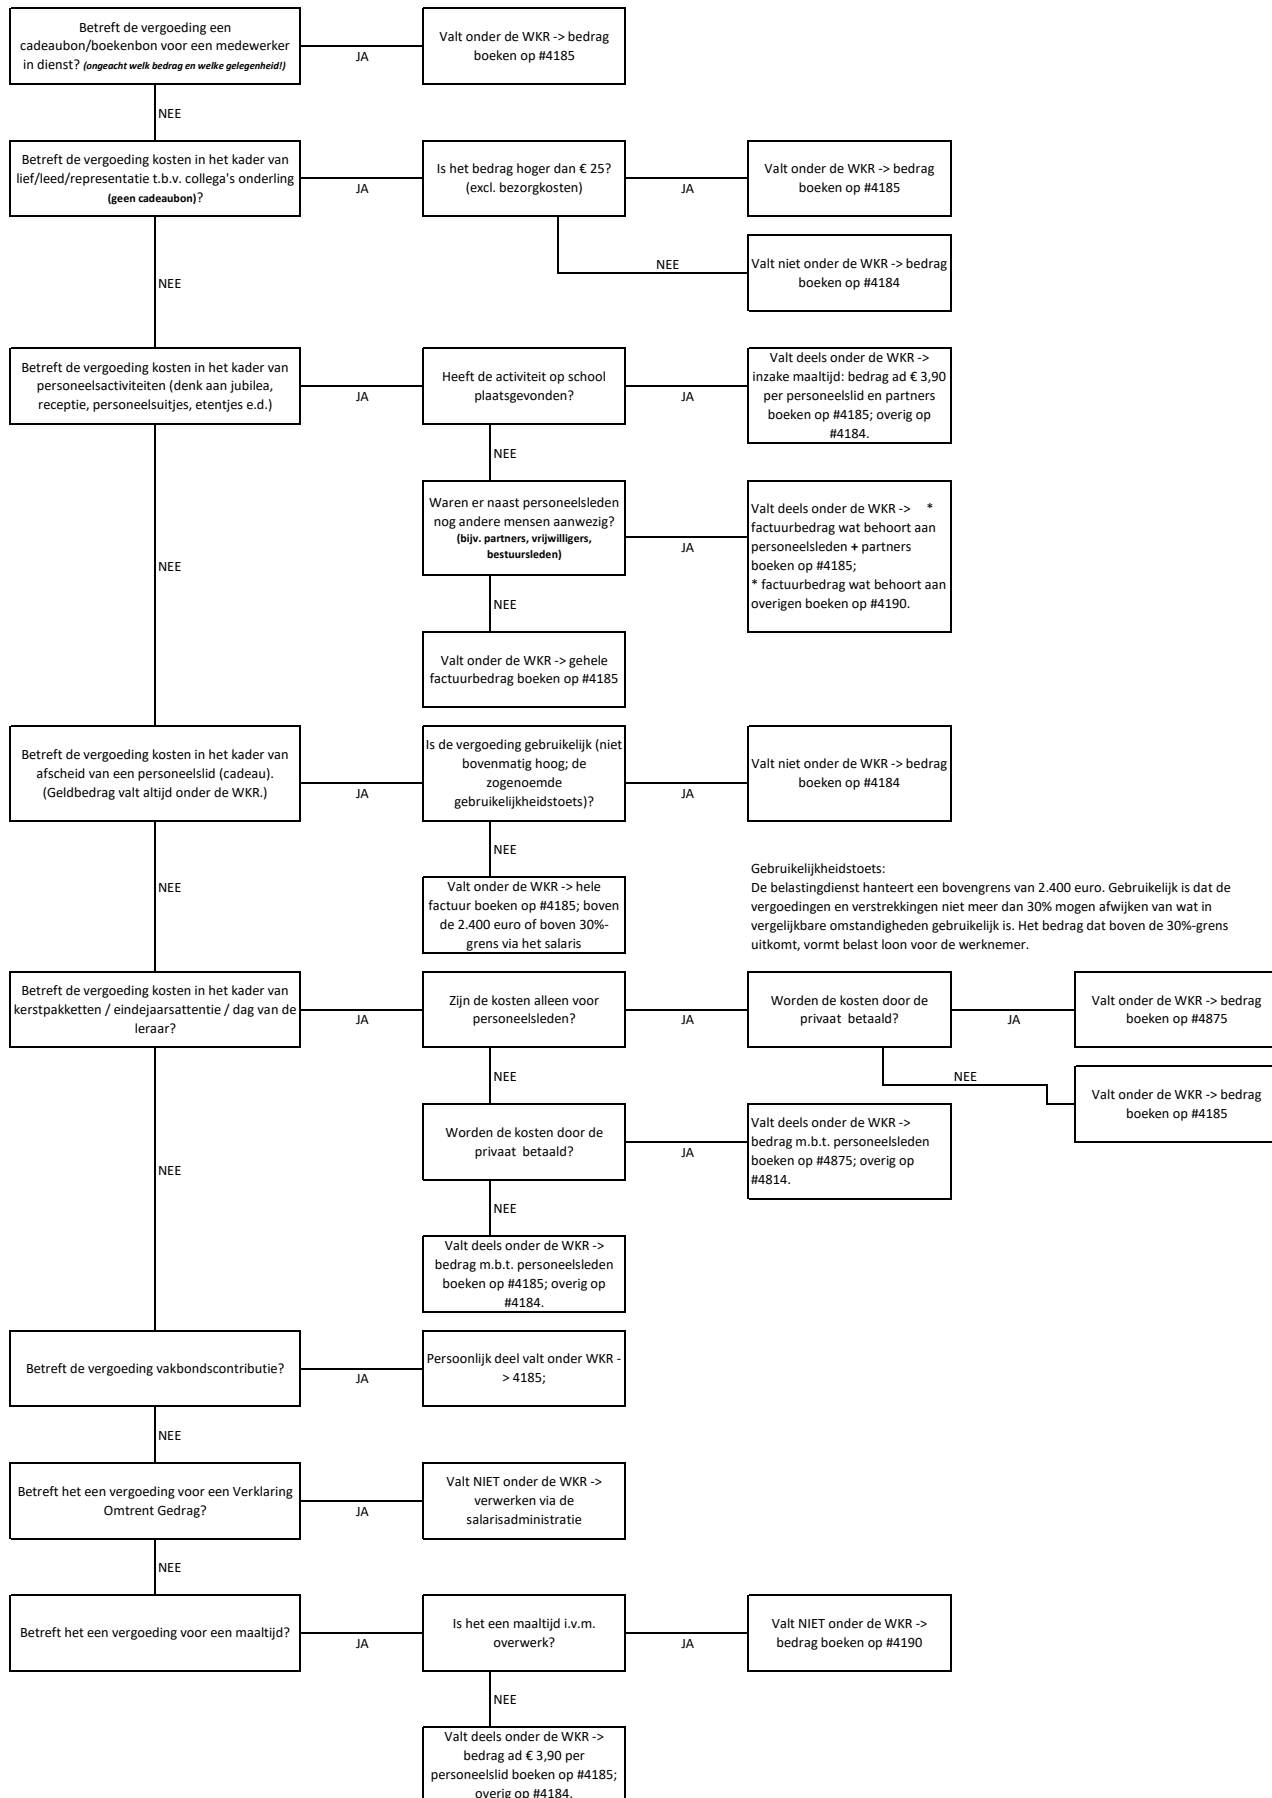 Betreft de vergoeding een
cadeaubon/boekenbon voor een medewerker
in dienst? (ongeacht welk bedrag en welke gelegenheid!)
JA
Valt onder de WKR -> bedrag
boeken op #4185
NEE
Betreft de vergoeding kosten in het kader van
lief/leed/representatie t.b.v. collega's onderling
(geen cadeaubon)?
JA
Is het bedrag hoger dan € 25?
(excl. bezorgkosten)
JA
Valt onder de WKR -> bedrag
boeken op #4185
NEE
Valt niet onder de WKR -> bedrag
boeken op #4184
NEE
Betreft de vergoeding kosten in het kader van
personeelsactiviteiten (denk aan jubilea,
receptie, personeelsuitjes, etentjes e.d.)
JA
Heeft de activiteit op school
plaatsgevonden?
JA
Valt deels onder de WKR ->
inzake maaltijd: bedrag ad € 3,90
per personeelslid en partners
boeken op #4185; overig op
#4184.
NEE
Waren er naast personeelsleden
nog andere mensen aanwezig?
(bijv. partners, vrijwilligers,
bestuursleden)
JA
Valt deels onder de WKR -> *
factuurbedrag wat behoort aan
personeelsleden + partners
boeken op #4185;
* factuurbedrag wat behoort aan
overigen boeken op #4190.
NEE
NEE
Valt onder de WKR -> gehele
factuurbedrag boeken op #4185
Betreft de vergoeding kosten in het kader van
afscheid van een personeelslid (cadeau).
(Geldbedrag valt altijd onder de WKR.)
JA
Is de vergoeding gebruikelijk (niet
bovenmatig hoog; de
zogenoemde
gebruikelijkheidstoets)?
JA
Valt niet onder de WKR -> bedrag
boeken op #4184
NEE
NEE
Valt onder de WKR -> hele
factuur boeken op #4185; boven
de 2.400 euro of boven 30%-
grens via het salaris
Gebruikelijkheidstoets:
De belastingdienst hanteert een bovengrens van 2.400 euro. Gebruikelijk is dat de
vergoedingen en verstrekkingen niet meer dan 30% mogen afwijken van wat in
vergelijkbare omstandigheden gebruikelijk is. Het bedrag dat boven de 30%-grens
uitkomt, vormt belast loon voor de werknemer.
Betreft de vergoeding kosten in het kader van
kerstpakketten / eindejaarsattentie / dag van de
leraar?
JA
Zijn de kosten alleen voor
personeelsleden?
JA
Worden de kosten door de
privaat betaald?
JA
Valt onder de WKR -> bedrag
boeken op #4875
NEE
Valt onder de WKR -> bedrag
boeken op #4185
NEE
Worden de kosten door de
privaat betaald?
JA
Valt deels onder de WKR ->
bedrag m.b.t. personeelsleden
boeken op #4875; overig op
#4814.
NEE
NEE
Valt deels onder de WKR ->
bedrag m.b.t. personeelsleden
boeken op #4185; overig op
#4184.
Betreft de vergoeding vakbondscontributie?
JA
Persoonlijk deel valt onder WKR -
> 4185;
NEE
Betreft het een vergoeding voor een Verklaring
Omtrent Gedrag?
JA
Valt NIET onder de WKR ->
verwerken via de
salarisadministratie
NEE
Betreft het een vergoeding voor een maaltijd?
JA
Is het een maaltijd i.v.m.
overwerk?
JA
Valt NIET onder de WKR ->
bedrag boeken op #4190
NEE
Valt deels onder de WKR ->
bedrag ad € 3,90 per
personeelslid boeken op #4185;
overig op #4184.